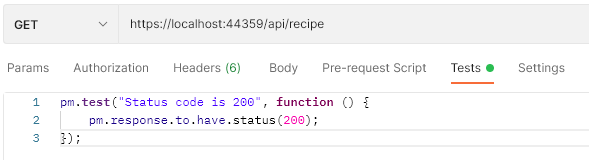 GET https://localhost:44359/api/recipe
Params Authorization Headers (6) Body Pre-request Script Tests Settings
1 pm.test("Status code is 200", function () {
2 pm.response.to.have.status(200);
3 });